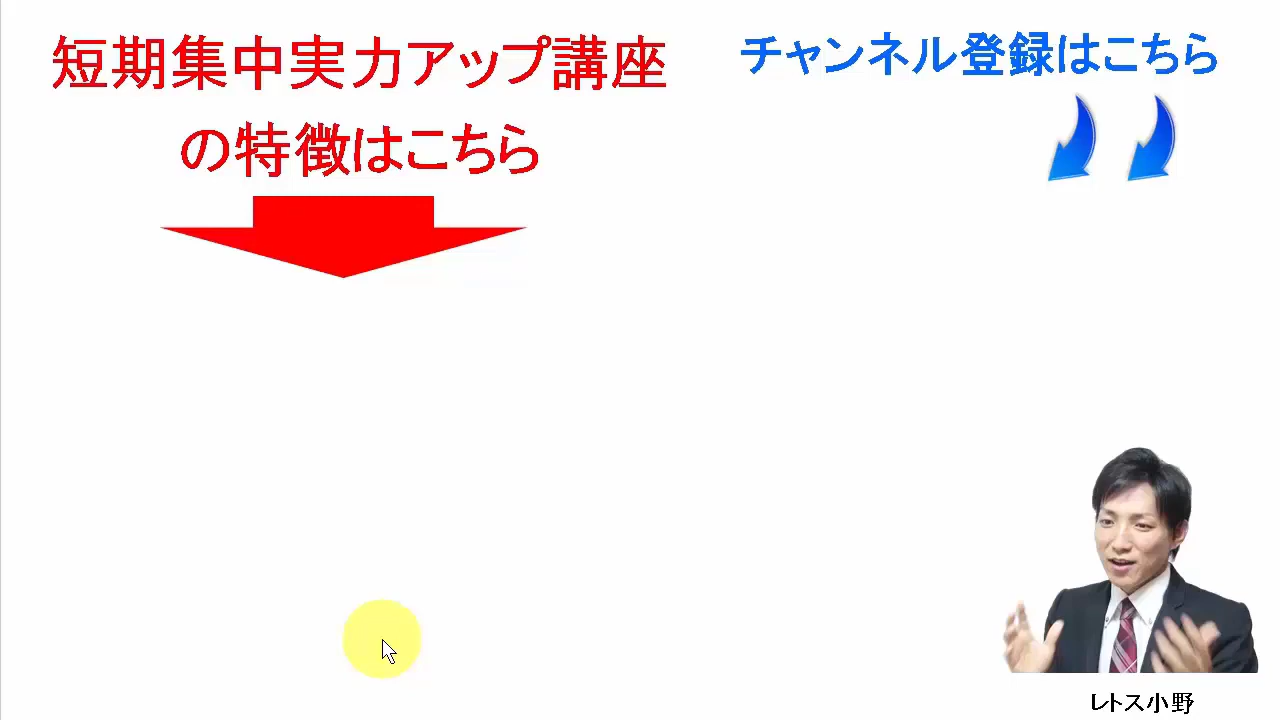 短期集中実力アップ講座
の特徴はこちら
チャンネル登録はこちら
レトス小野